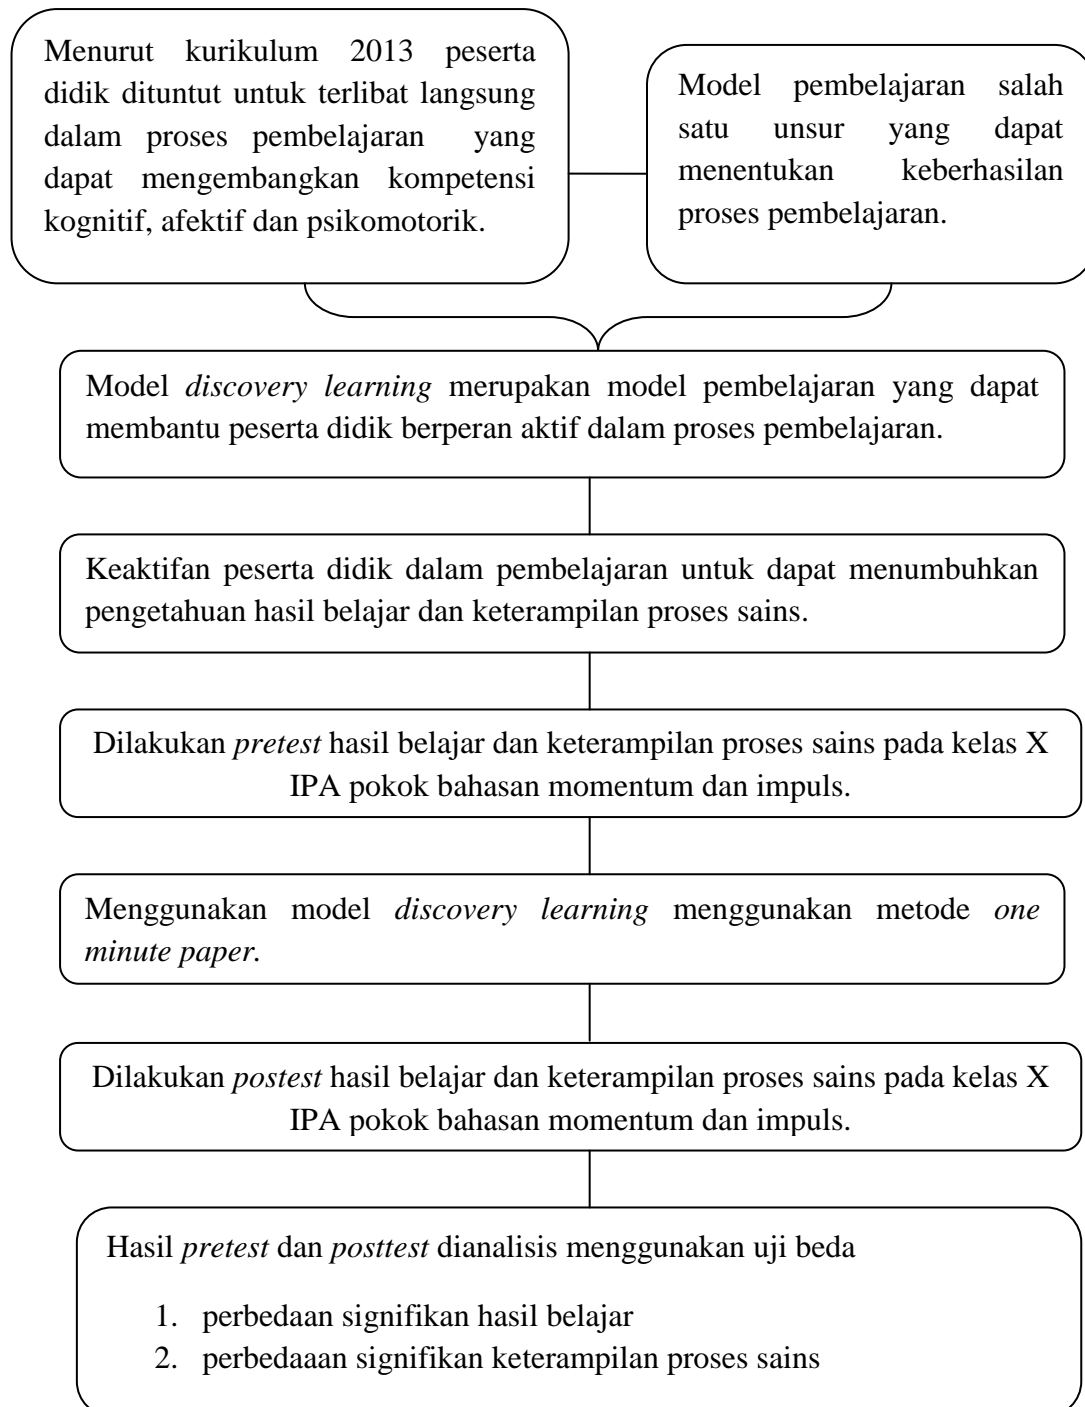 Menurut kurikulum 2013 peserta
didik dituntut untuk terlibat langsung
dalam proses pembelajaran yang
dapat mengembangkan kompetensi
kognitif, afektif dan psikomotorik.
Model pembelajaran salah
satu unsur yang dapat
menentukan keberhasilan
proses pembelajaran.
Model discovery learning merupakan model pembelajaran yang dapat
membantu peserta didik berperan aktif dalam proses pembelajaran.
Keaktifan peserta didik dalam pembelajaran untuk dapat menumbuhkan
pengetahuan hasil belajar dan keterampilan proses sains.
Dilakukan pretest hasil belajar dan keterampilan proses sains pada kelas X
IPA pokok bahasan momentum dan impuls.
Menggunakan model discovery learning menggunakan metode one
minute paper.
Dilakukan postest hasil belajar dan keterampilan proses sains pada kelas X
IPA pokok bahasan momentum dan impuls.
Hasil pretest dan posttest dianalisis menggunakan uji beda
1. perbedaan signifikan hasil belajar
2. perbedaaan signifikan keterampilan proses sains